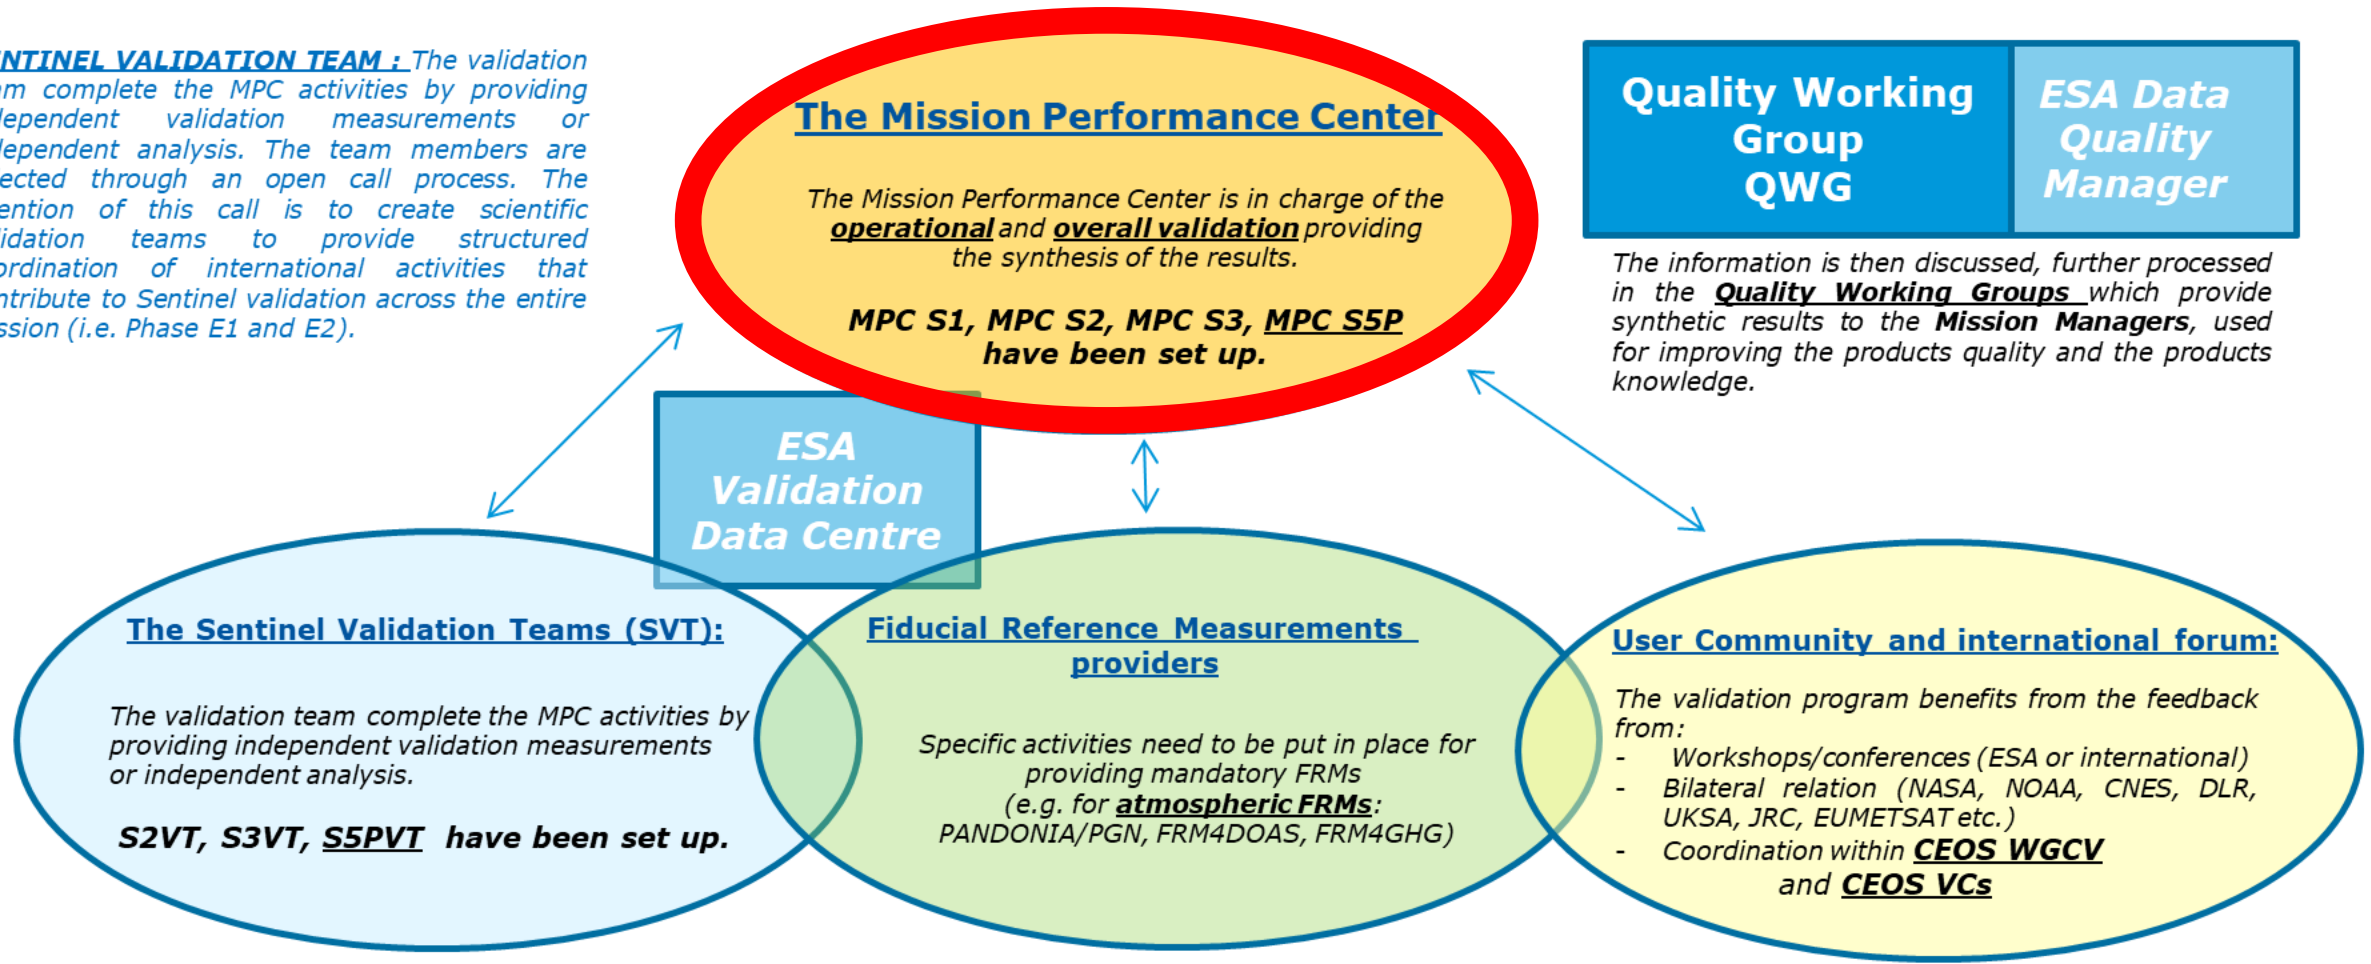 NTINEL VALIDATION TEAM : The validation
am complete the MPC activities by providing
dependent validation measurements or
dependent analysis. The team members are
ected through an open call process. The
ention of this call is to create scientific
lidation teams to provide structured
ordination of international activities that
ntribute to Sentinel validation across the entire
ssion (i.e. Phase E1 and E2).
The Mission Performance Center
The Mission Performance Center is in charge of the
operational and overall validation providing
the synthesis of the results.
MPC S1, MPC S2, MPC S3, MPC S5P
have been set up.
Quality Working
Group
QWG
ESA Data
Quality
Manager
The information is then discussed, further processed
in the Quality Working Groups which provide
synthetic results to the Mission Managers, used
for improving the products quality and the products
knowledge.
ESA
Validation
Data Centre
The Sentinel Validation Teams (SVT):
The validation team complete the MPC activities by
providing independent validation measurements
or independent analysis.
S2VT, S3VT, S5PVT have been set up.
Fiducial Reference Measurements
providers
Specific activities need to be put in place for
providing mandatory FRMs
(e.g. for atmospheric FRMs:
PANDONIA/PGN, FRM4DOAS, FRM4GHG)
User Community and international forum:
The validation program benefits from the feedback
from:
- Workshops/conferences (ESA or international)
- Bilateral relation (NASA, NOAA, CNES, DLR,
UKSA, JRC, EUMETSAT etc.)
- Coordination within CEOS WGCV
and CEOS VCs